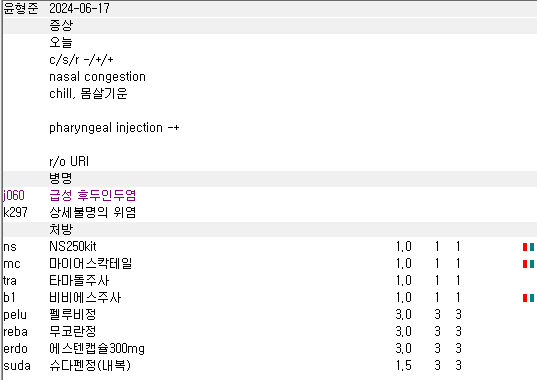 윤형준 2024-06-17
증상
오늘
c/s/r -/+/+
nasal congestion
chill, 몸살기운
pharyngeal injection -+
r/o URI
병명
j060 급성 후두인두염
k297 상세불명의 위염
처방
ns NS250kit 1.0 1 1
mc 마이어스칵테일 1.0 1 1
tra 타마돌주사 1.0 1 1
b1 비비에스주사 1.0 1 1
pelu 펠루비정 3.0 3 3
reba 무코란정 3.0 3 3
erdo 에스텐캡슐300mg 3.0 3 3
suda 슈다펜정(내복) 1.5 3 3